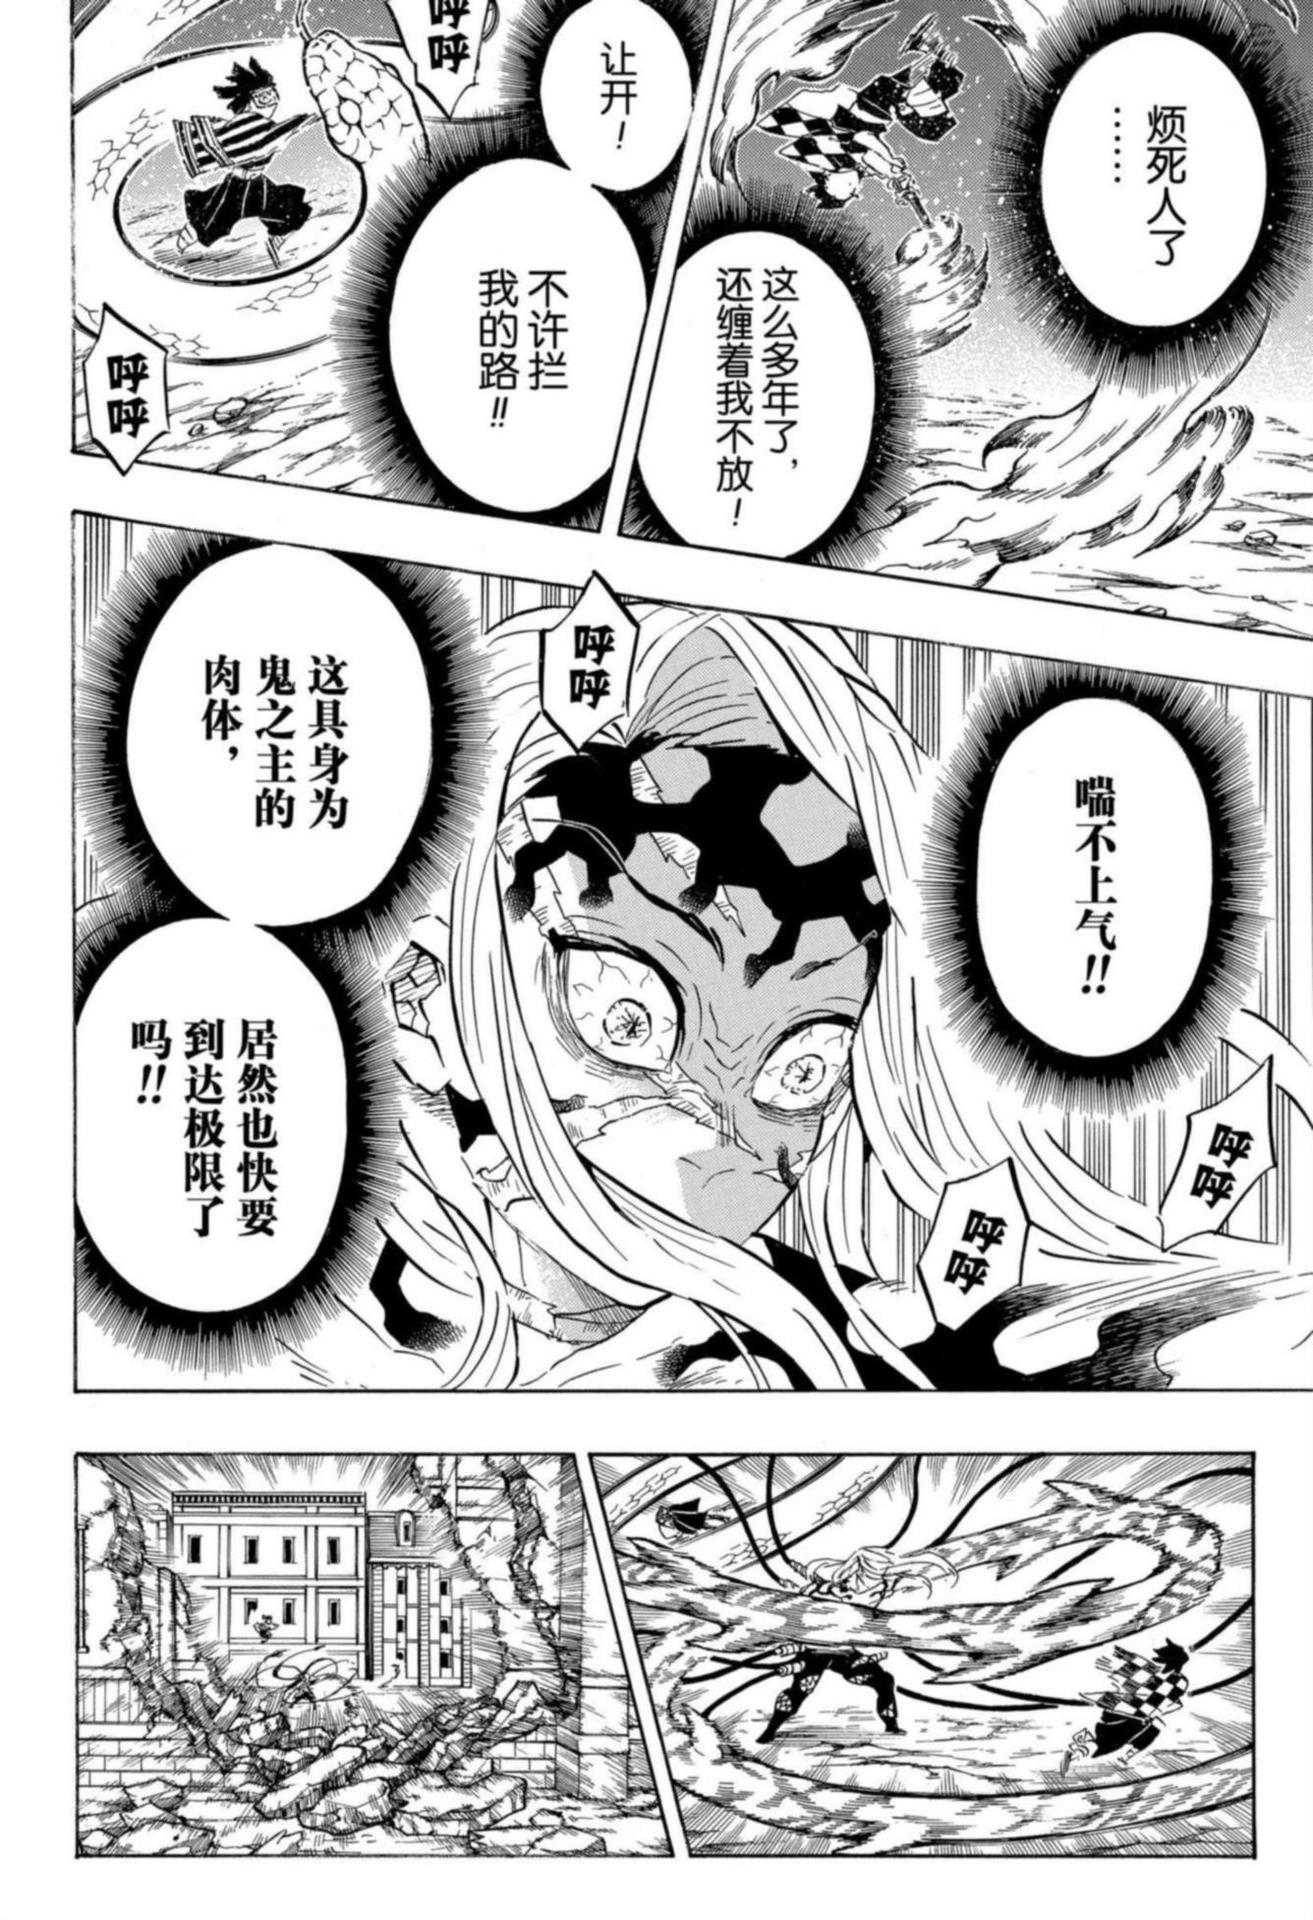 烦死人了
……
这么多年了，
还缠着我不放！
让开！
不许拦
我的路！！
呼呼
呼呼
喘不上气！！
呼呼
这具身为
鬼之主的
肉体，
居然也快要
到达极限了
吗！！
呼呼
呼呼